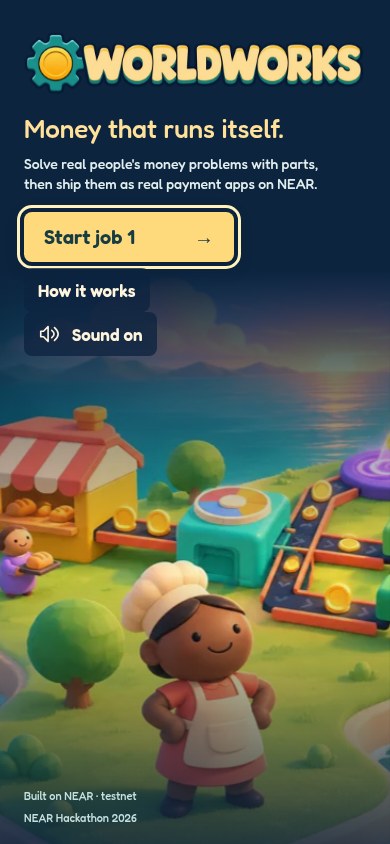 WORLDWORKS
Money that runs itself.
Solve real people's money problems with parts,
then ship them as real payment apps on NEAR.
Start job 1 →
How it works
Sound on
Built on NEAR · testnet
NEAR Hackathon 2026